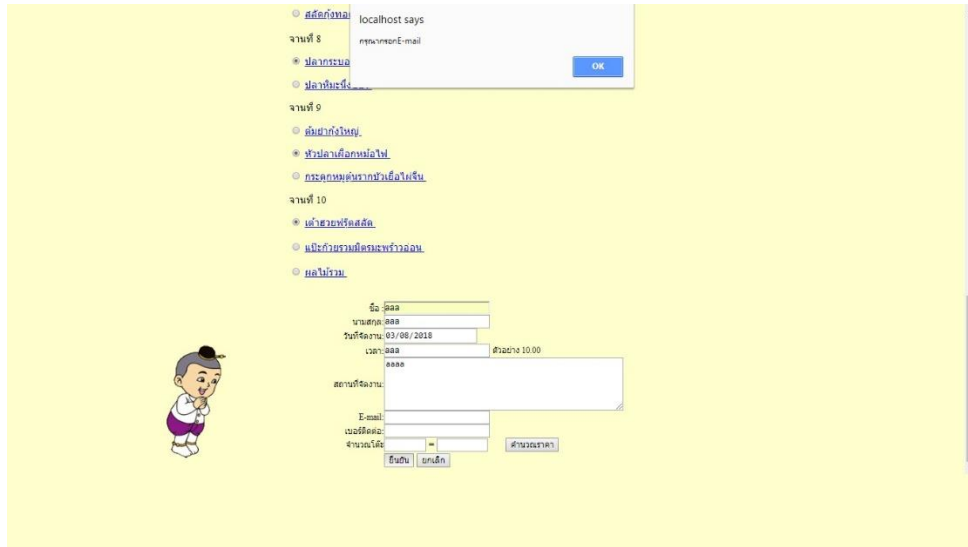 สลัดกุ้งทอ
localhost says
กรุณากรอกE-mail
OK
จานที่ 8
ปลากระบอ
ปลาหิมะนึ่ง
จานที่ 9
ต้มยำกุ้งใหญ่
หัวปลาเผือกหม้อไฟ
กระดูกหมูตุ๋นรากบัวเยื่อไผ่จีน
จานที่ 10
เต้าฮวยฟรุ๊ตสลัด
แป๊ะก๊วยรวมมิตรมะพร้าวอ่อน
ผลไม้รวม
ชื่อ : aaa
นามสกุล: aaa
วันที่จัดงาน: 03/08/2018
เวลา: aaa ตัวอย่าง 10.00
สถานที่จัดงาน: aaaa
E-mail:
เบอร์ติดต่อ:
จำนวณโต๊ะ = คำนวณราคา
ยืนยัน ยกเลิก